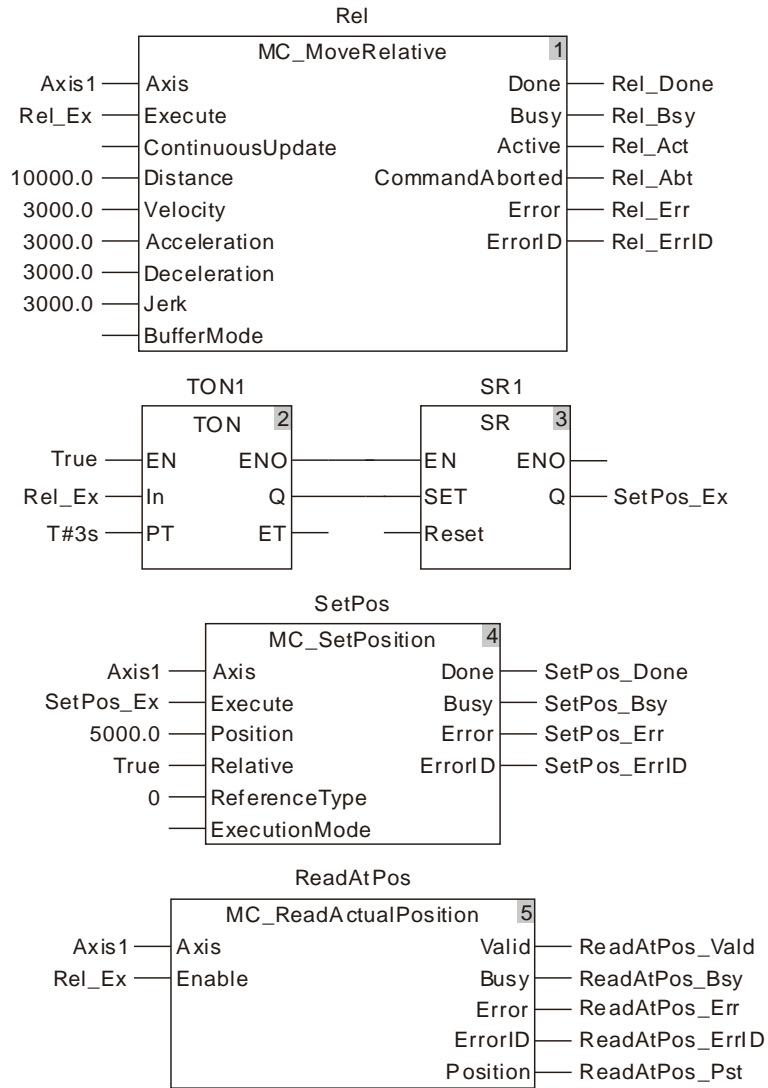 Rel
MC_MoveRelative 1
Axis1 Axis Done Rel_Done
Rel_Ex Execute Busy Rel_Bsy
ContinuousUpdate Active Rel_Act
10000.0 Distance CommandAborted Rel_Abt
3000.0 Velocity Error Rel_Err
3000.0 Acceleration ErrorID Rel_ErrID
3000.0 Deceleration
3000.0 Jerk
BufferMode
TON1 SR1
TON 2 SR 3
True EN ENO EN ENO
Rel_Ex In Q SET Q SetPos_Ex
T#3s PT ET Reset
SetPos
MC_SetPosition 4
Axis1 Axis Done SetPos_Done
SetPos_Ex Execute Busy SetPos_Bsy
5000.0 Position Error SetPos_Err
True Relative ErrorID SetPos_ErrID
0 ReferenceType
ExecutionMode
ReadAtPos
MC_ReadActualPosition 5
Axis1 Axis Valid ReadAtPos_Vald
Rel_Ex Enable Busy ReadAtPos_Bsy
Error ReadAtPos_Err
ErrorID ReadAtPos_ErrID
Position ReadAtPos_Pst